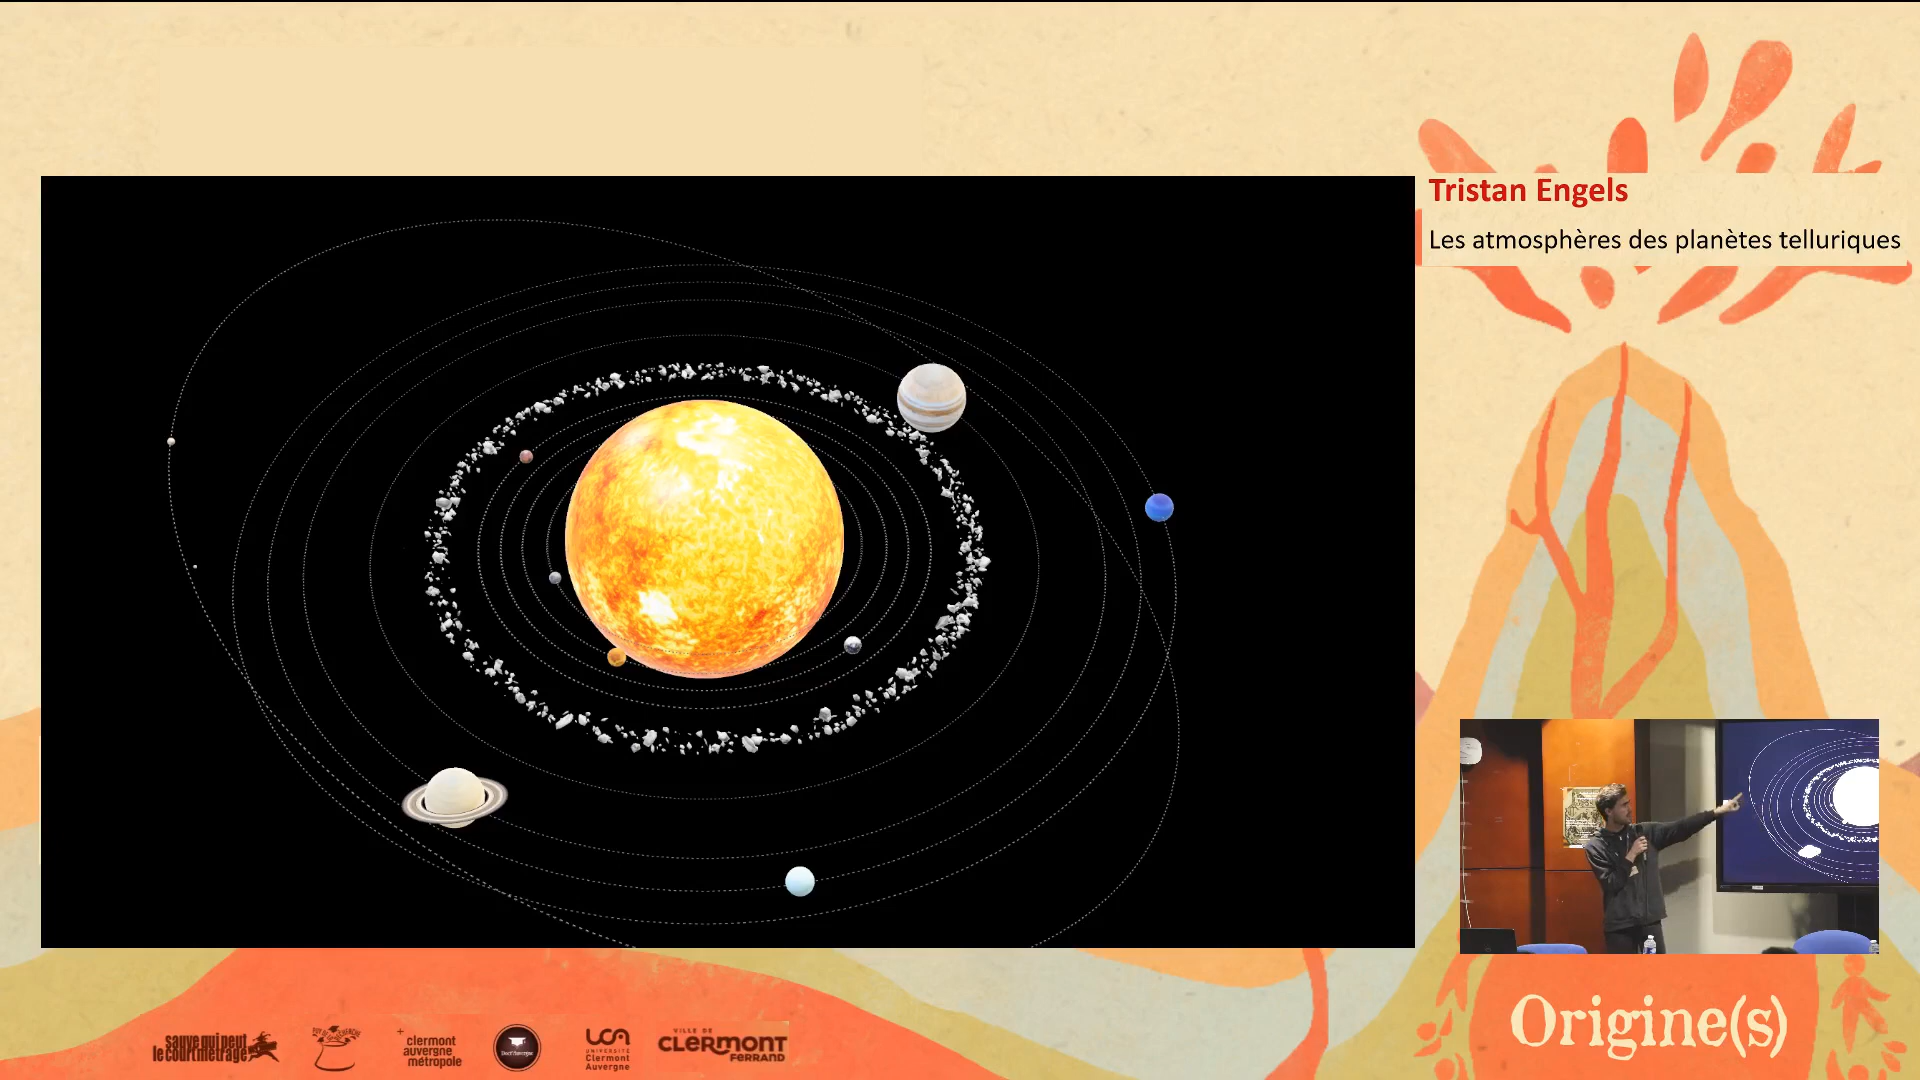 Tristan Engels
Les atmosphères des planètes telluriques
sauve qui peut
le court métrage
clermont
auvergne
métropole
UCA
UNIVERSITÉ
Clermont
Auvergne
VILLE DE
CLERMONT
FERRAND
Origine(s)